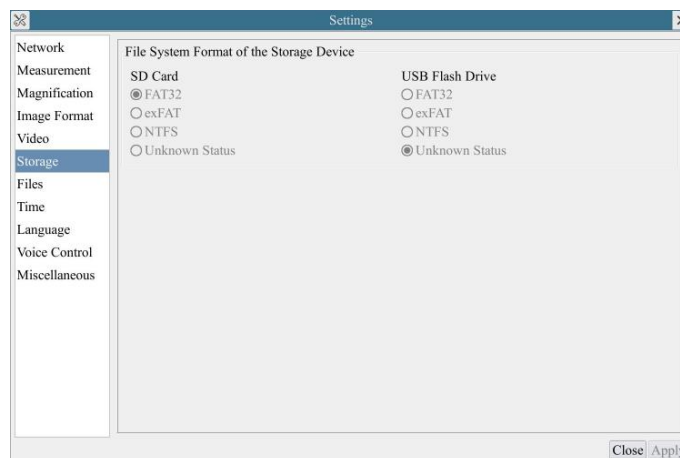 Settings
Network
Measurement
Magnification
Image Format
Video
Storage
Files
Time
Language
Voice Control
Miscellaneous
File System Format of the Storage Device
SD Card
FAT32
exFAT
NTFS
Unknown Status
USB Flash Drive
FAT32
exFAT
NTFS
Unknown Status
Close Apply